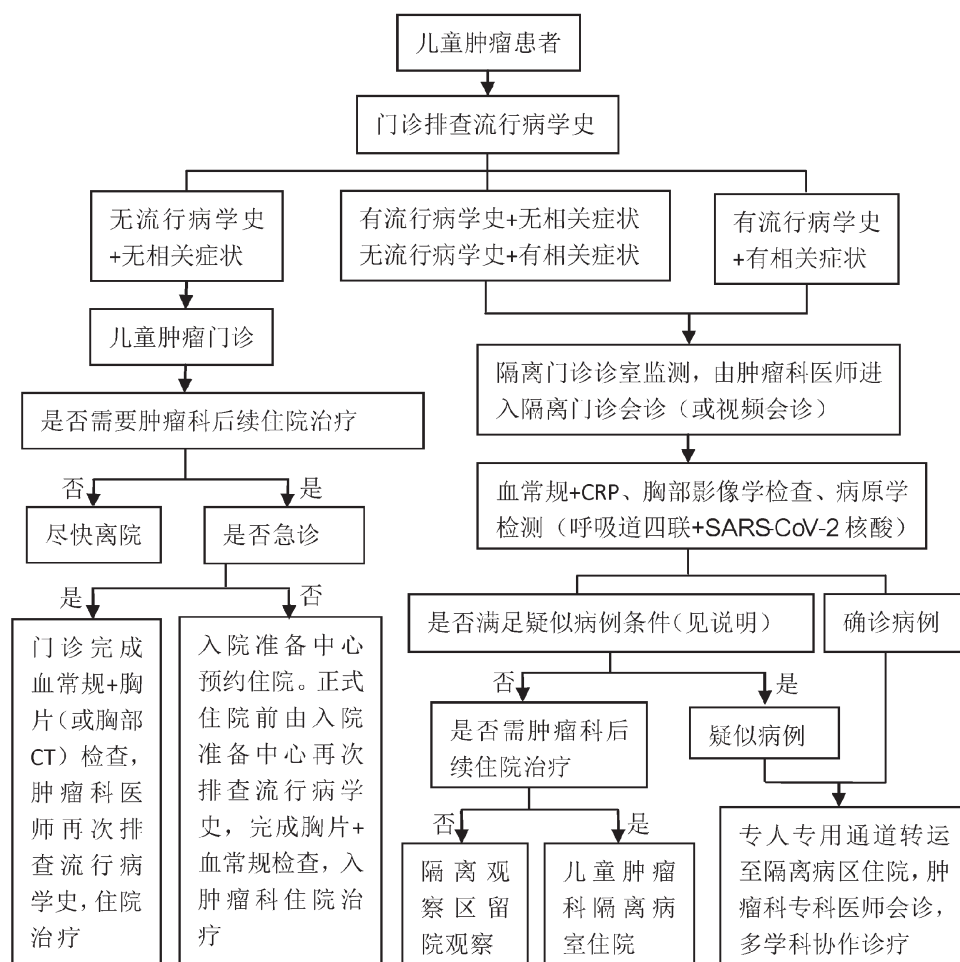 儿童肿瘤患者
门诊排查流行病学史
无流行病学史
+无相关症状
有流行病学史+无相关症状
无流行病学史+有相关症状
有流行病学史
+有相关症状
儿童肿瘤门诊
隔离门诊诊室监测，由肿瘤科医师进
入隔离门诊会诊（或视频会诊）
是否需要肿瘤科后续住院治疗
否
是
血常规+CRP、胸部影像学检查、病原学
检测（呼吸道四联+SARS-CoV-2核酸）
尽快离院
是否急诊
是
否
是否满足疑似病例条件（见说明）
确诊病例
门诊完成
血常规+胸
片（或胸部
CT）检查，
肿瘤科医
师再次排
查流行病
学史，住院
治疗
入院准备中心
预约住院。正式
住院前由入院
准备中心再次
排查流行病学
史，完成胸片+
血常规检查，入
肿瘤科住院治
疗
否
是
是否需肿瘤科后
续住院治疗
疑似病例
否
是
隔离观
察区留
院观察
儿童肿瘤
科隔离病
室住院
专人专用通道转运
至隔离病区住院，肿
瘤科专科医师会诊，
多学科协作诊疗